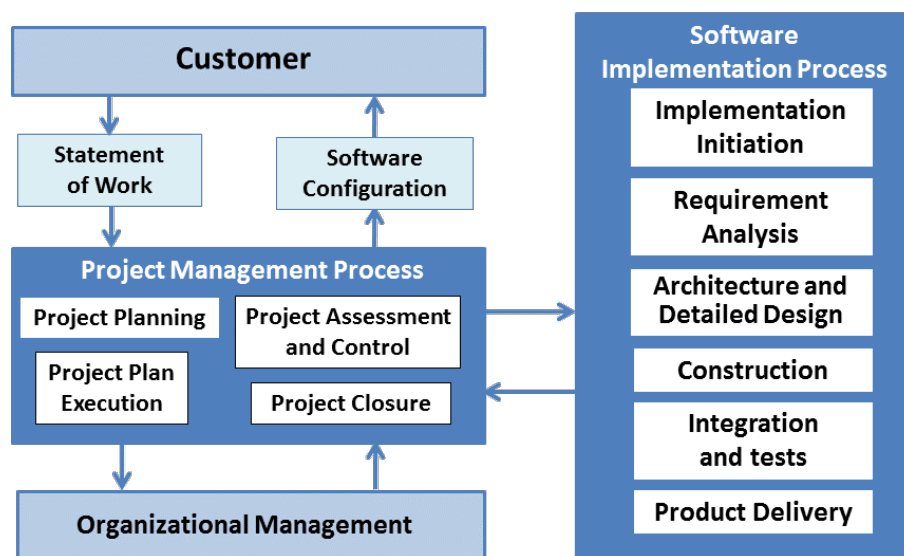 Customer
Statement
of Work
Software
Configuration
Project Management Process
Project Planning
Project Assessment
and Control
Project Plan
Execution
Project Closure
Organizational Management
Software
Implementation Process
Implementation
Initiation
Requirement
Analysis
Architecture and
Detailed Design
Construction
Integration
and tests
Product Delivery